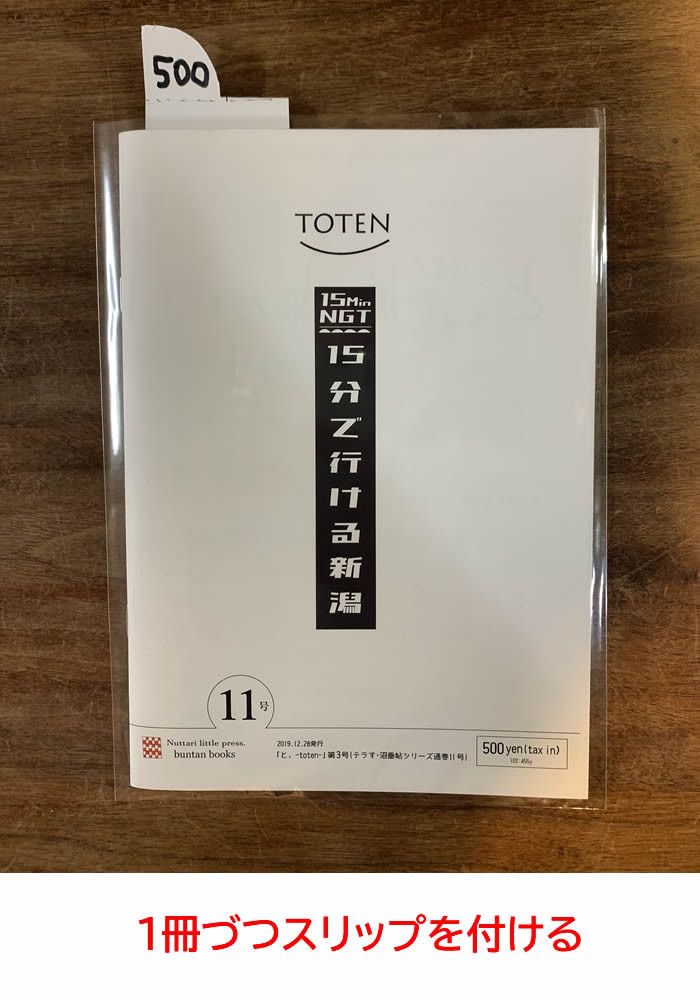 500
TOTEN
15Min
NGT
15分で行ける新潟
11号
Nuttari little press.
buntan books
2019.12.28発行
「と、-toten-」第3号(テラす・沼垂帖シリーズ通巻11号)
500yen(tax in)
10%:455y
1冊づつスリップを付ける